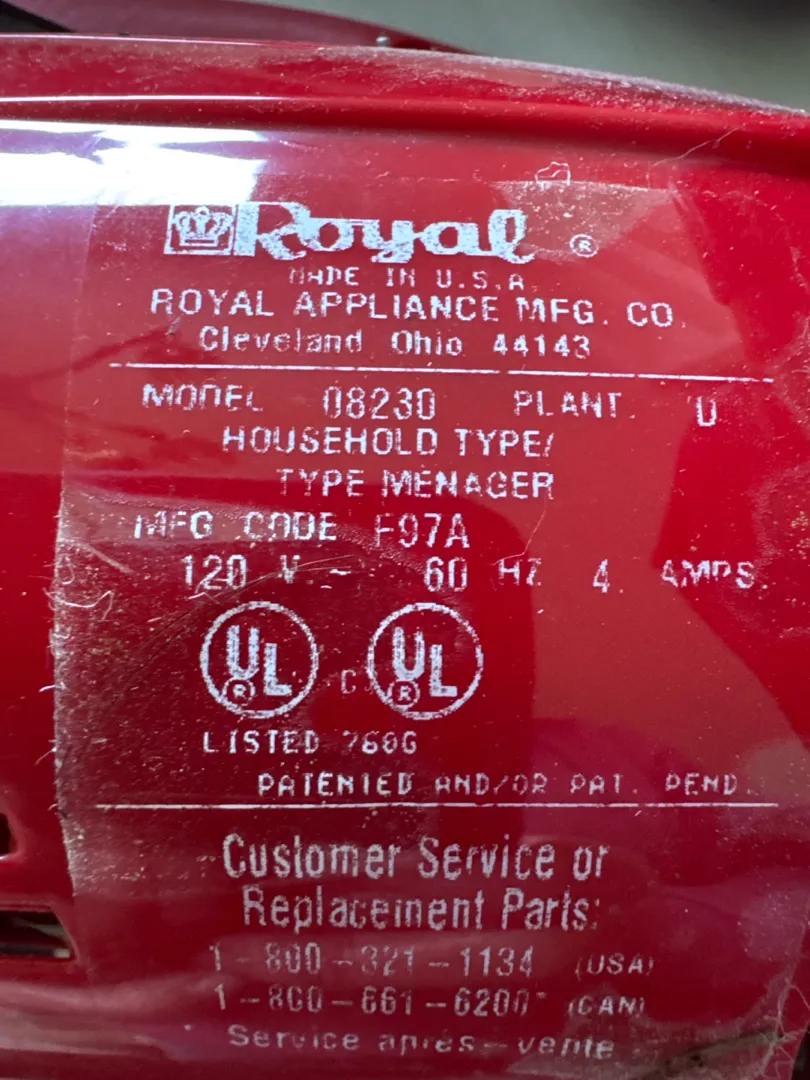 Royal ®
MADE IN U.S.A.
ROYAL APPLIANCE MFG. CO.
Cleveland Ohio 44143
MODEL 08230 PLANT. U
HOUSEHOLD TYPE/
TYPE MENAGER
MFG CODE F97A
120 V. ~ 60 HZ 4. AMPS
UL ® C UL ®
LISTED 768G
PATENTED AND/OR PAT. PEND.
Customer Service or
Replacement Parts:
1-800-321-1134 (USA)
1-800-661-6200 (CAN)
Service après-vente